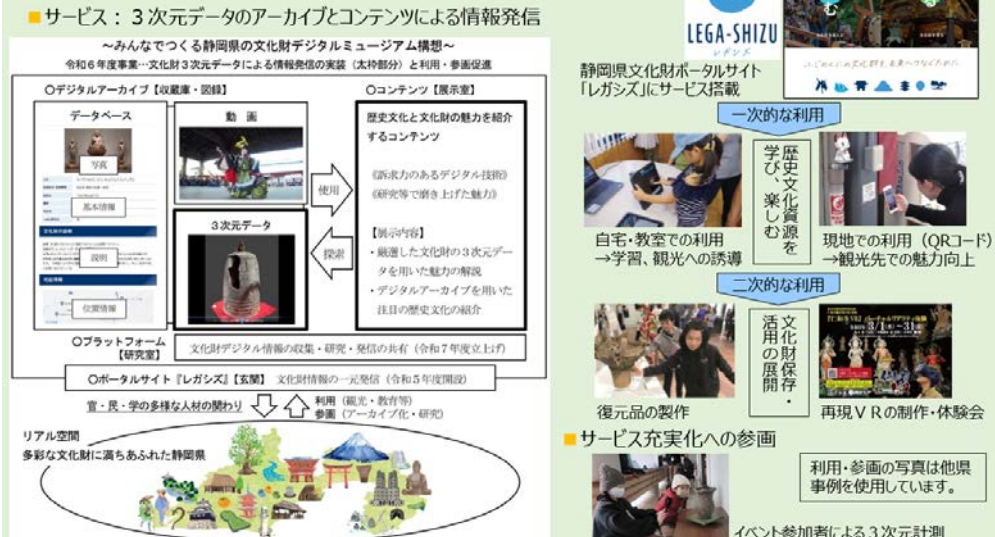 ■サービス：３次元データのアーカイブとコンテンツによる情報発信
～みんなでつくる静岡県の文化財デジタルミュージアム構想～
令和６年度事業…文化財３次元データによる情報発信の実装（太枠部分）と利用・参画促進
○デジタルアーカイブ【収蔵庫・図録】
データベース
写真
基本情報
説明
位置情報
動 画
３次元データ
使用
探索
○コンテンツ【展示室】
歴史文化と文化財の魅力を紹介
するコンテンツ
《訴求力のあるデジタル技術》
《研究等で磨き上げた魅力》
【展示内容】
・厳選した文化財の３次元デー
タを用いた魅力の解説
・デジタルアーカイブを用いた
注目の歴史文化の紹介
○プラットフォーム
【研究室】
文化財デジタル情報の収集・研究・発信の共有（令和７年度立上げ）
○ポータルサイト『レガシズ』【玄関】 文化財情報の一元発信（令和５年度開設）
官・民・学の多様な人材の関わり
利用（観光・教育等）
参画（アーカイブ化・研究）
リアル空間
多彩な文化財に満ちあふれた静岡県
む
LEGA-SHIZU
レガシズ
静岡県文化財ポータルサイト
「レガシズ」にサービス搭載
一次的な利用
歴史文化資源を
学び、楽しむ
自宅・教室での利用
→学習、観光への誘導
現地での利用（QRコード）
→観光先での魅力向上
二次的な利用
文化財保存・
活用の展開
3/1 31
復元品の製作
再現ＶＲの制作・体験会
■サービス充実化への参画
利用・参画の写真は他県
事例を使用しています。
イベント参加者による３次元計測